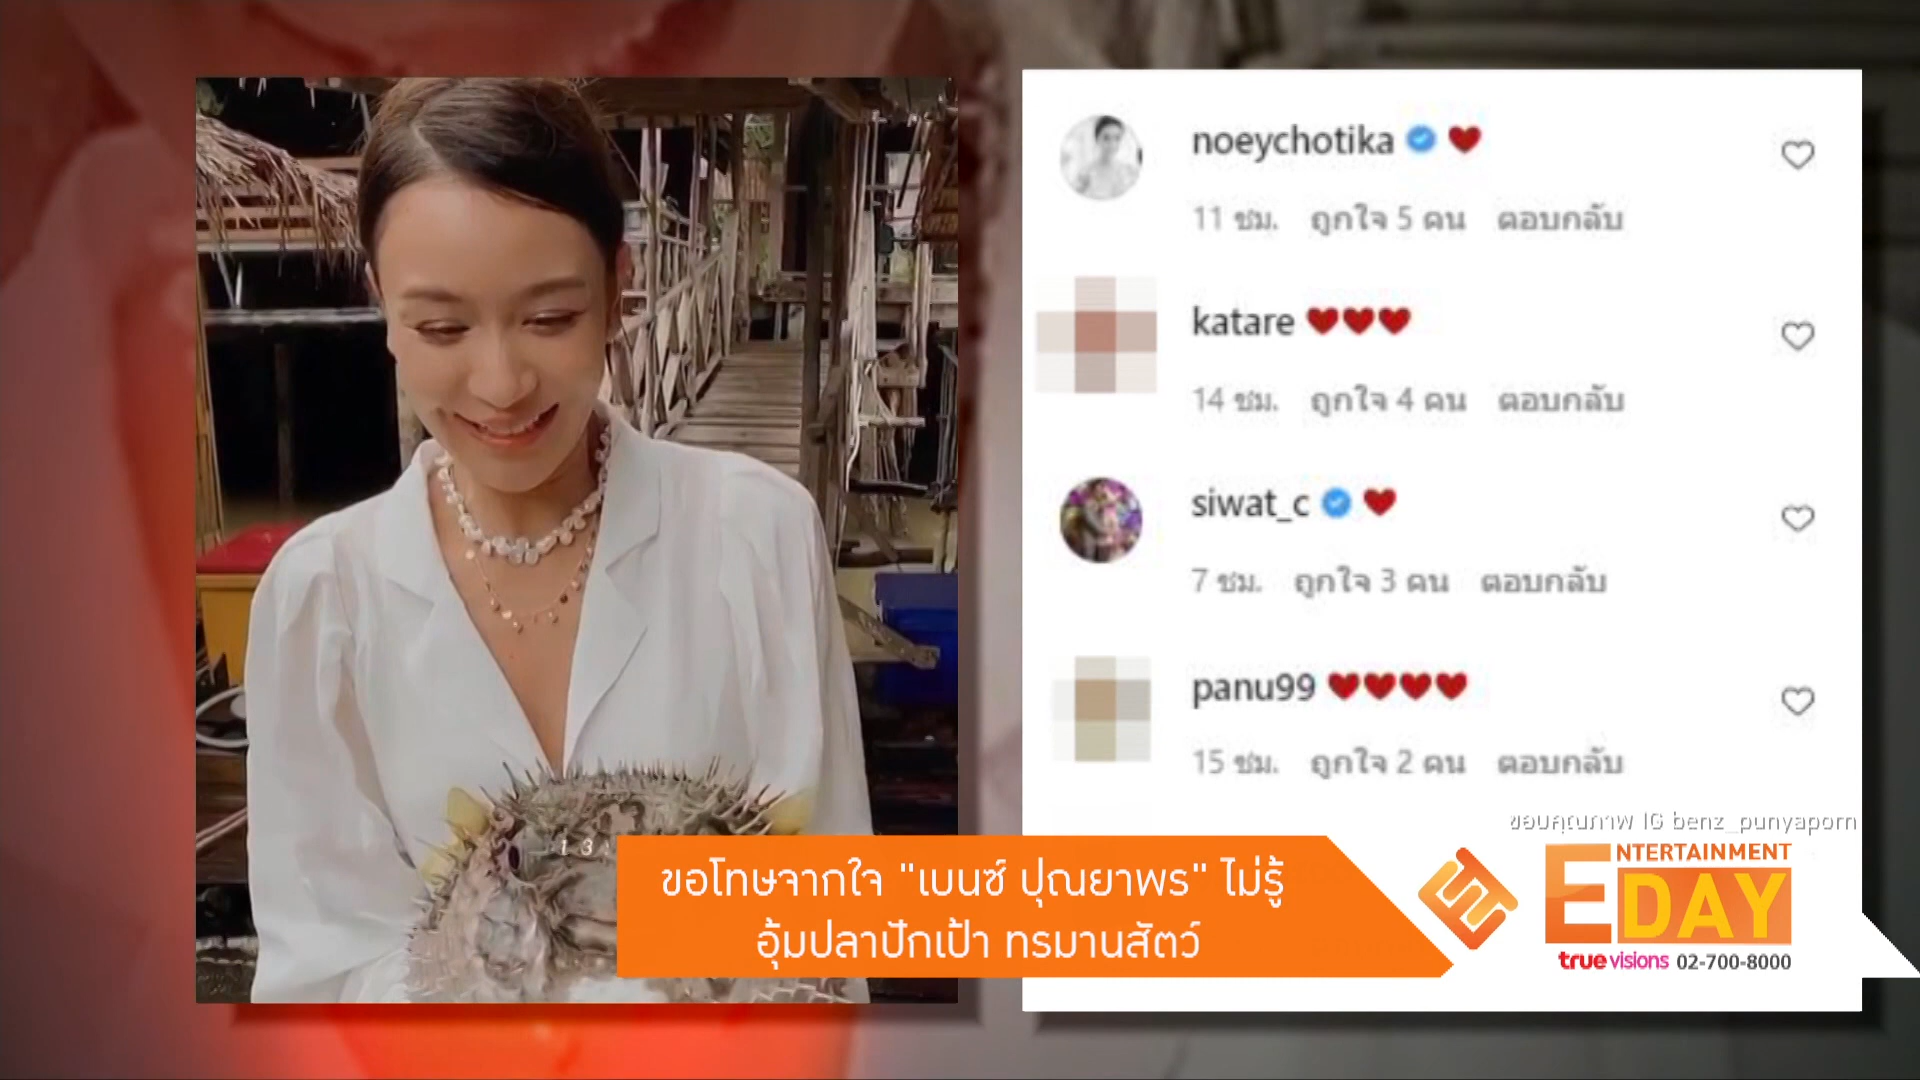 noeychotika
11 ชม. ถูกใจ 5 คน ตอบกลับ
katare
14 ชม. ถูกใจ 4 คน ตอบกลับ
siwat_c
7 ชม. ถูกใจ 3 คน ตอบกลับ
panu99
15 ชม. ถูกใจ 2 คน ตอบกลับ
ขอบคุณภาพ IG benz_punyaporn
ขอโทษจากใจ "เบนซ์ ปุณยาพร" ไม่รู้
อุ้มปลาปักเป้า ทรมานสัตว์
ENTERTAINMENT
DAY
truevisions 02-700-8000